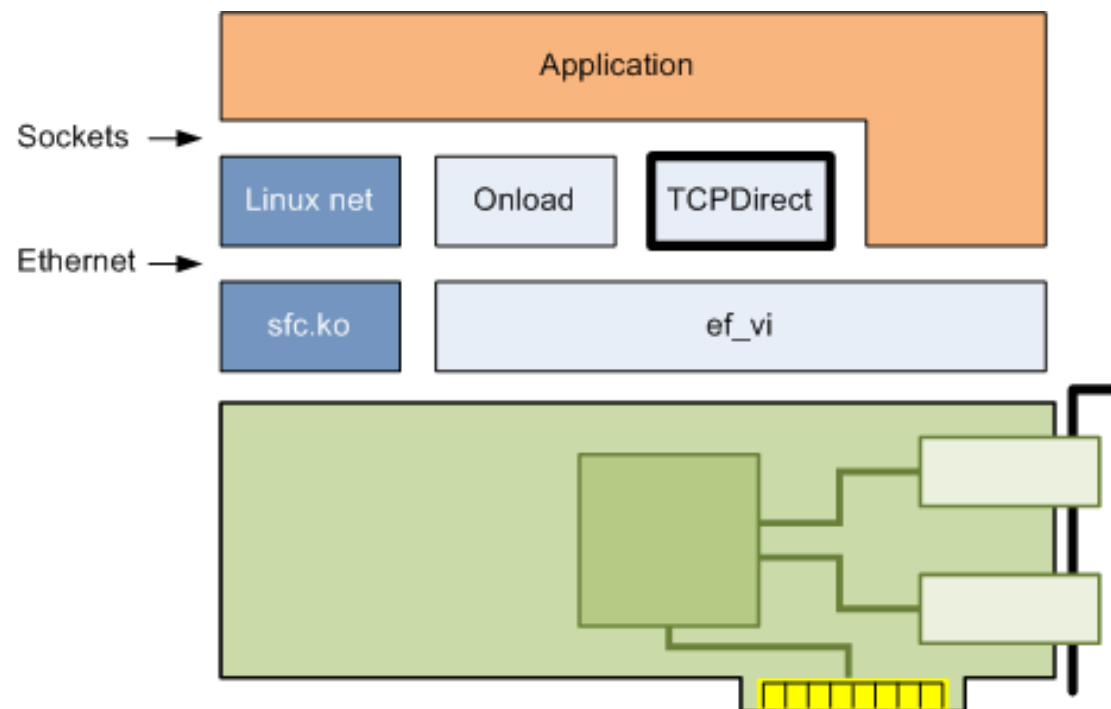 Application
Sockets
Linux net
Onload
TCPDirect
Ethernet
sfc.ko
ef_vi